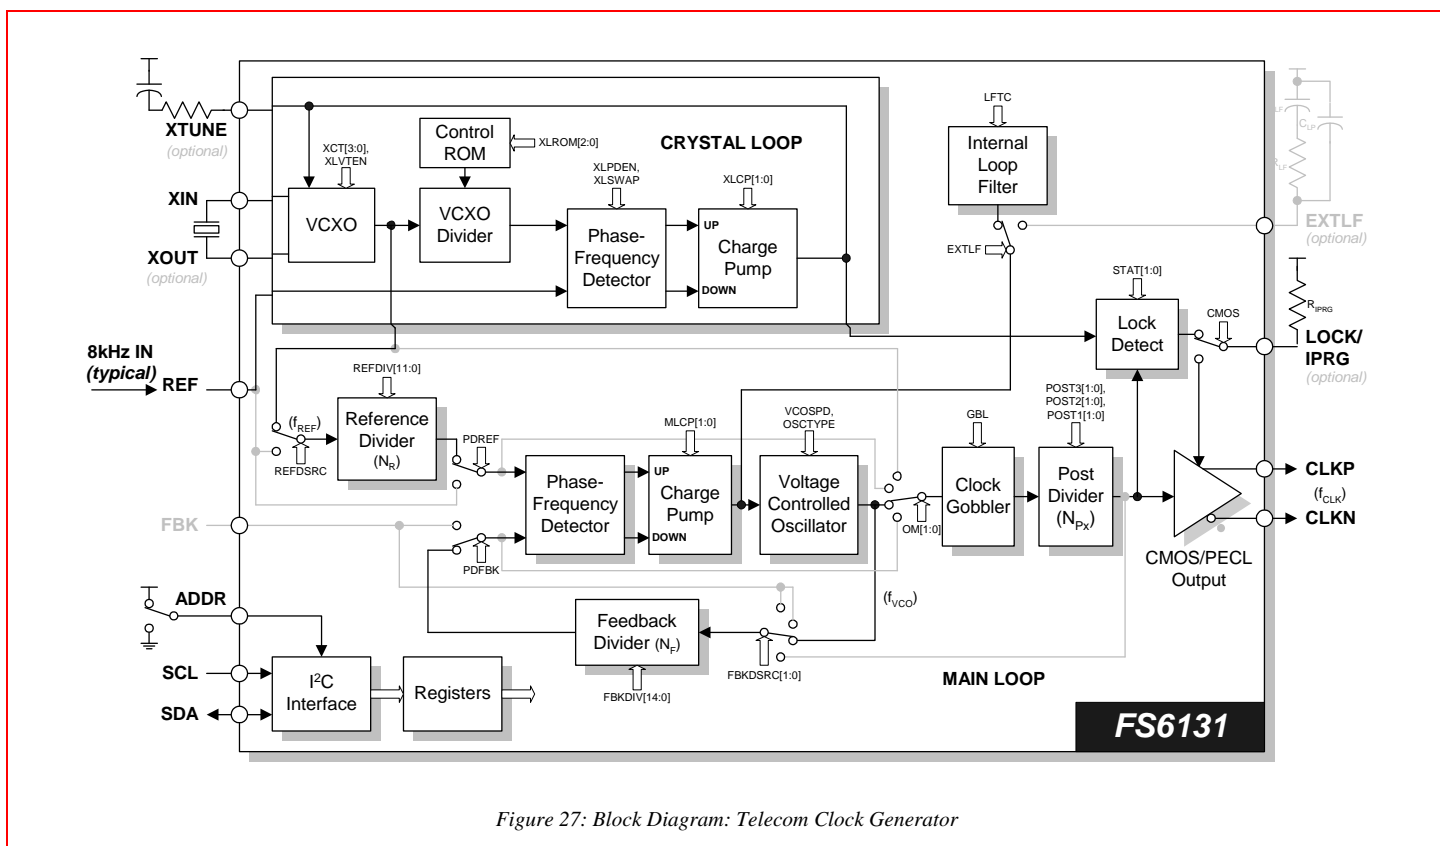 XTUNE
(optional)
XIN
XOUT
(optional)
8kHz IN
(typical)
REF
FBK
ADDR
SCL
SDA
CRYSTAL LOOP
XCT[3:0],
XLVTEN
VCXO
Control
ROM
XLROM[2:0]
VCXO
Divider
XLPDEN,
XLSWAP
Phase-
Frequency
Detector
XLCP[1:0]
UP
Charge
Pump
DOWN
LFTC
Internal
Loop
Filter
EXTLF
LF
CLP
RLF
EXTLF
(optional)
STAT[1:0]
Lock
Detect
CMOS
RIPRG
LOCK/
IPRG
(optional)
REFDIV[11:0]
(fREF)
REFDSRC
Reference
Divider
(NR)
PDREF
PDFBK
Phase-
Frequency
Detector
MLCP[1:0]
UP
Charge
Pump
DOWN
VCOSPD,
OSCTYPE
Voltage
Controlled
Oscillator
OM[1:0]
GBL
Clock
Gobbler
POST3[1:0],
POST2[1:0],
POST1[1:0]
Post
Divider
(NPx)
CMOS/PECL
Output
CLKP
(fCLK)
CLKN
(fVCO)
Feedback
Divider (NF)
FBKDIV[14:0]
FBKDSRC[1:0]
MAIN LOOP
I2C
Interface
Registers
FS6131
Figure 27: Block Diagram: Telecom Clock Generator